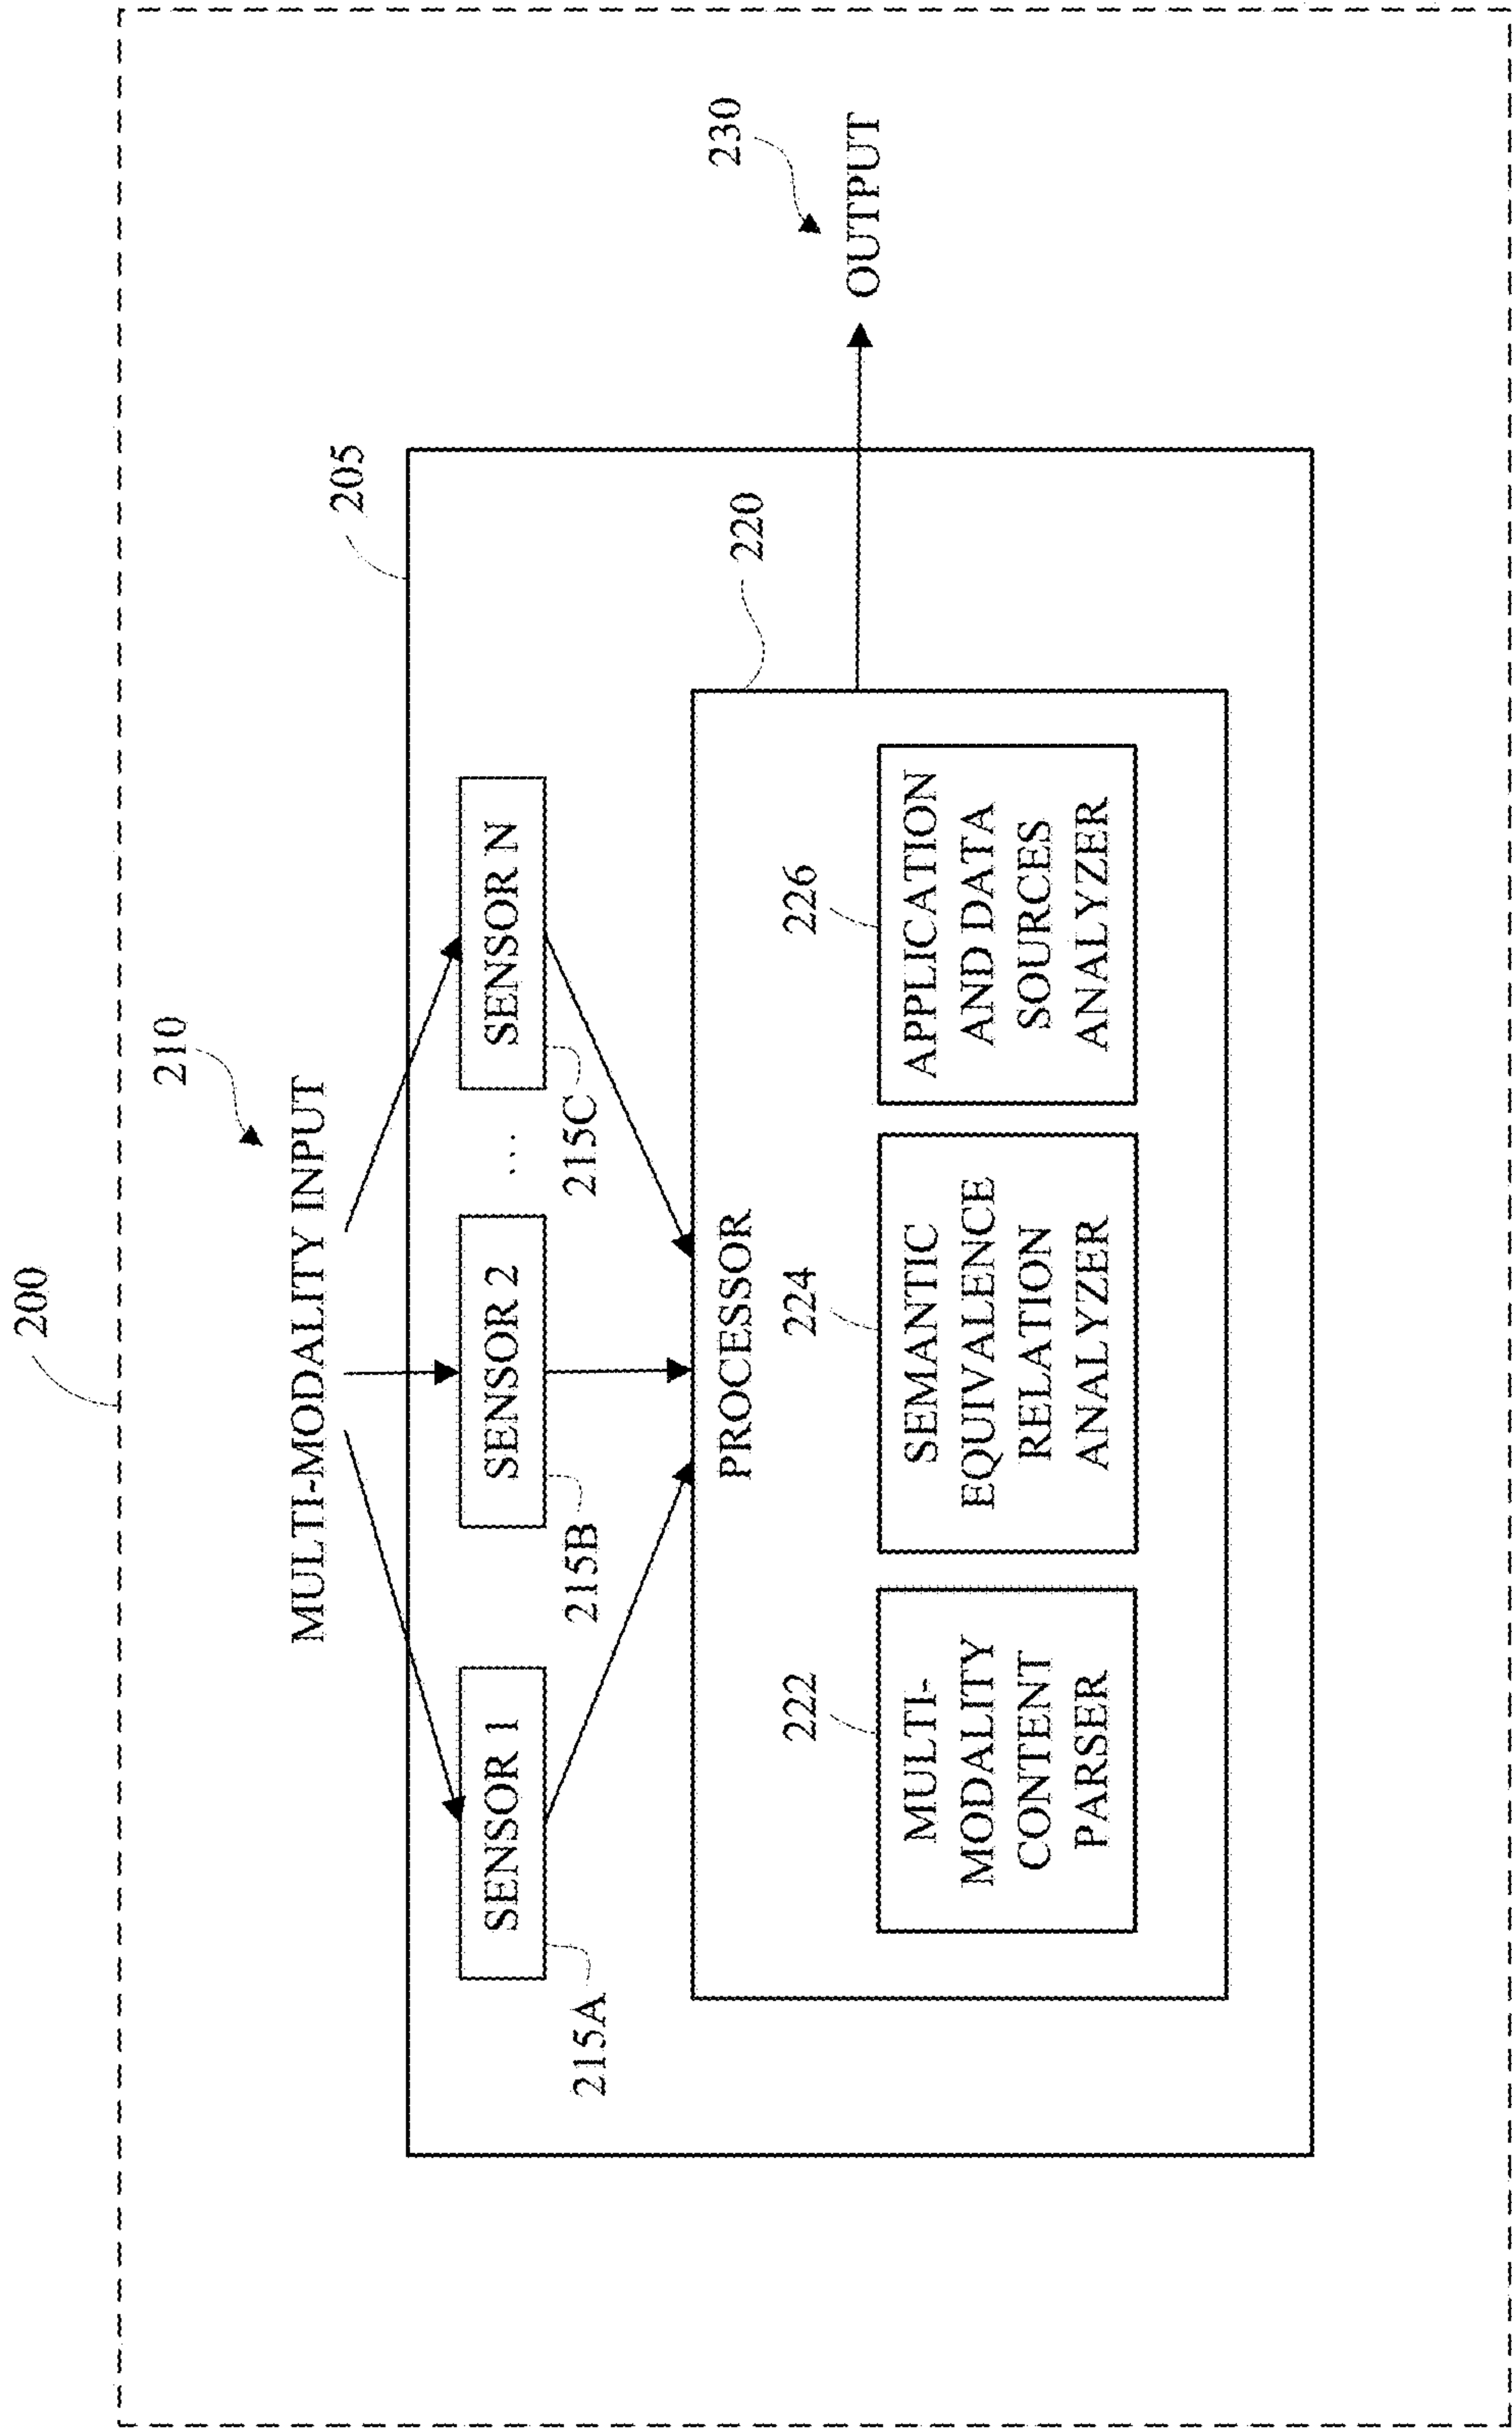 200
210
MULTI-MODALITY INPUT
205
SENSOR 1
SENSOR 2
...
SENSOR N
215A
215B
215C
220
230
OUTPUT
PROCESSOR
222
224
226
MULTI-
MODALITY
CONTENT
PARSER
SEMANTIC
EQUIVALENCE
RELATION
ANALYZER
APPLICATION
AND DATA
SOURCES
ANALYZER